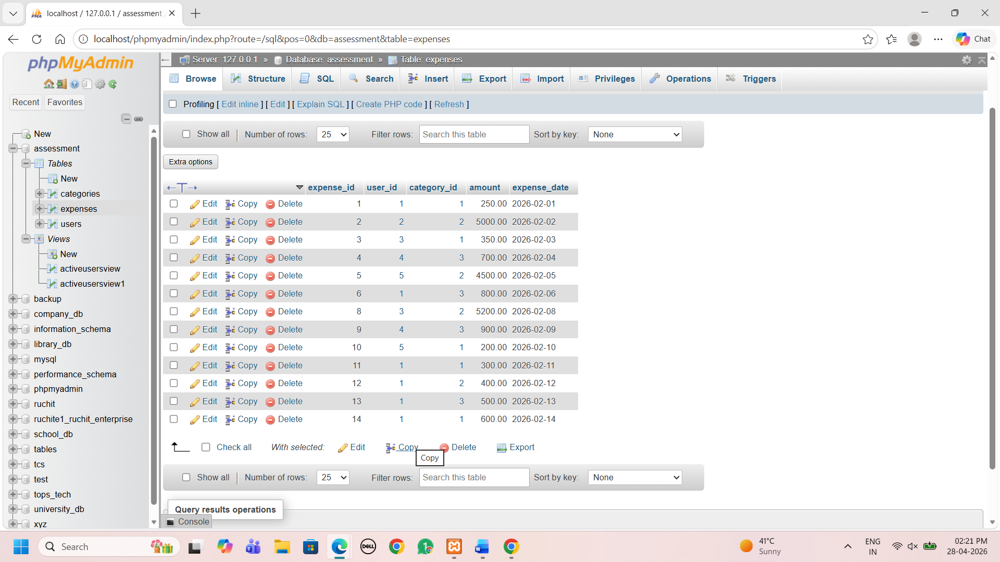 localhost / 127.0.0.1 / assessment
localhost/phpmyadmin/index.php?route=/sql&pos=0&db=assessment&table=expenses
Chat
phpMyAdmin
Recent Favorites
New
assessment
Tables
New
categories
expenses
users
Views
New
activeusersview
activeusersview1
backup
company_db
information_schema
library_db
mysql
performance_schema
phpmyadmin
ruchit
ruchite1_ruchit_enterprise
school_db
tables
tcs
test
tops_tech
university_db
xyz
Server: 127.0.0.1 » Database: assessment » Table: expenses
Browse Structure SQL Search Insert Export Import Privileges Operations Triggers
Profiling [ Edit inline ] [ Edit ] [ Explain SQL ] [ Create PHP code ] [ Refresh ]
Show all Number of rows: 25 Filter rows: Search this table Sort by key: None
Extra options
←T→ expense_id user_id category_id amount expense_date
Edit Copy Delete 1 1 1 250.00 2026-02-01
Edit Copy Delete 2 2 2 5000.00 2026-02-02
Edit Copy Delete 3 3 1 350.00 2026-02-03
Edit Copy Delete 4 4 3 700.00 2026-02-04
Edit Copy Delete 5 5 2 4500.00 2026-02-05
Edit Copy Delete 6 1 3 800.00 2026-02-06
Edit Copy Delete 8 3 2 5200.00 2026-02-08
Edit Copy Delete 9 4 3 900.00 2026-02-09
Edit Copy Delete 10 5 1 200.00 2026-02-10
Edit Copy Delete 11 1 1 300.00 2026-02-11
Edit Copy Delete 12 1 2 400.00 2026-02-12
Edit Copy Delete 13 1 3 500.00 2026-02-13
Edit Copy Delete 14 1 1 600.00 2026-02-14
Check all With selected: Edit Copy Delete Export
Copy
Show all Number of rows: 25 Filter rows: Search this table Sort by key: None
Query results operations
Console
Search
DELL
41°C
Sunny
ENG
IN
02:21 PM
28-04-2026